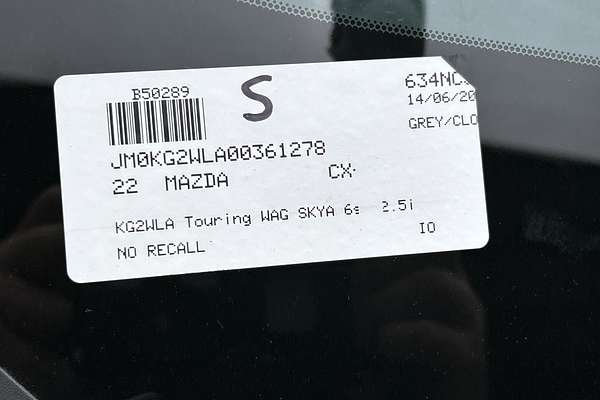 B50289
S
634NC
14/06/20
GREY/CLO
JM0KG2WLA00361278
22 MAZDA CX-
KG2WLA Touring WAG SKYA 6s 2.5i
IO
NO RECALL